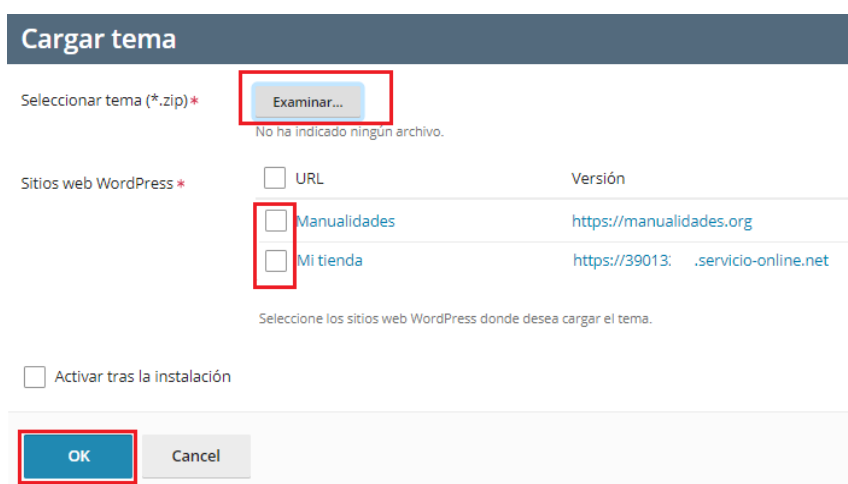 Cargar tema
Seleccionar tema (*.zip)*
Examinar...
No ha indicado ningún archivo.
Sitios web WordPress *
URL Versión
Manualidades https://manualidades.org
Mi tienda https://39013: .servicio-online.net
Seleccione los sitios web WordPress donde desea cargar el tema.
Activar tras la instalación
OK Cancel